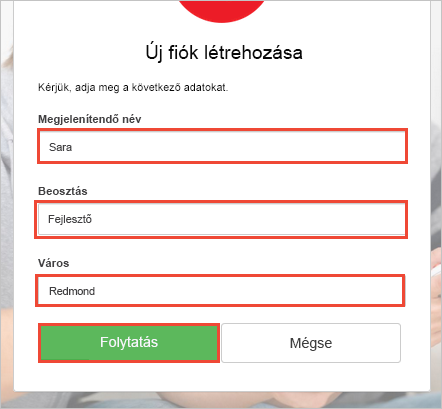 Új fiók létrehozása
Kérjük, adja meg a következő adatokat.
Megjelenítendő név
Sara
Beosztás
Fejlesztő
Város
Redmond
Folytatás Mégse